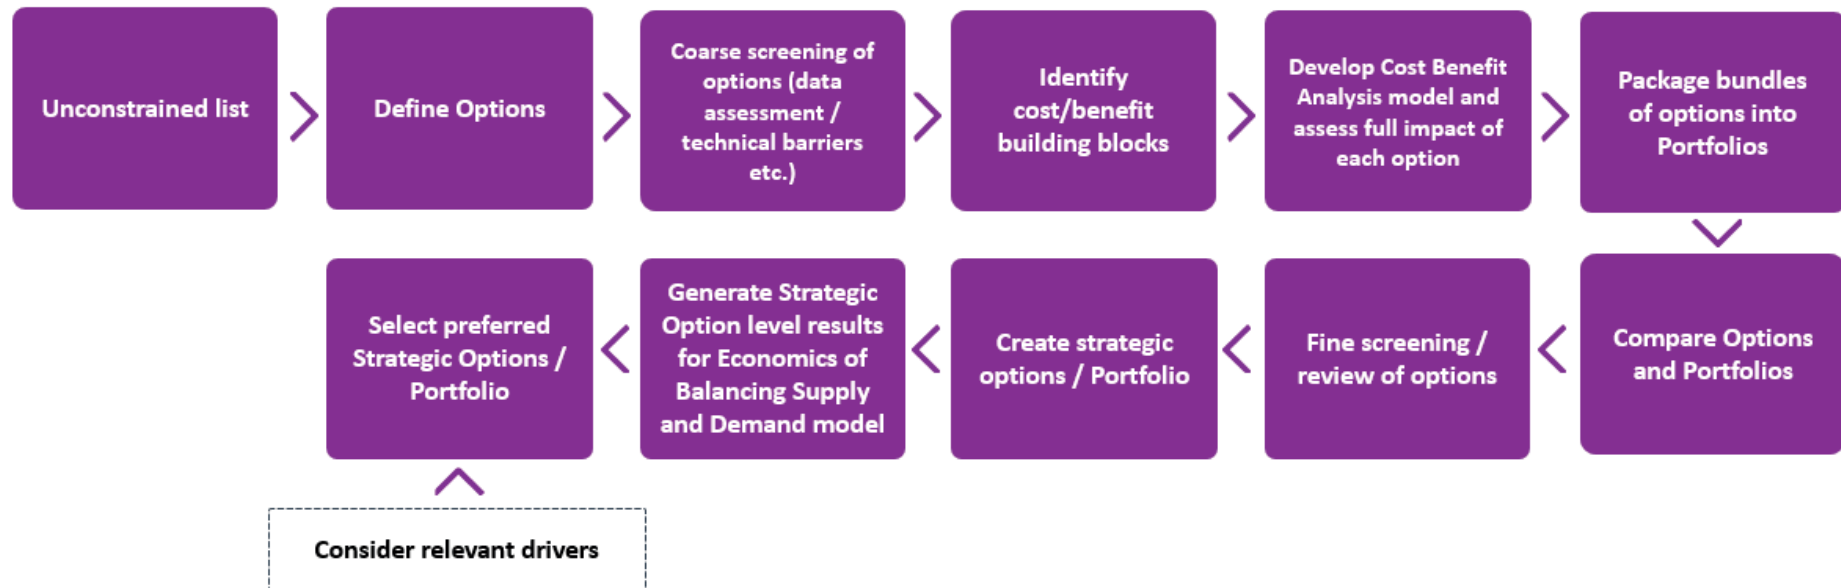 Unconstrained list
Define Options
Coarse screening of
options (data
assessment /
technical barriers
etc.)
Identify
cost/benefit
building blocks
Develop Cost Benefit
Analysis model and
assess full impact of
each option
Package bundles
of options into
Portfolios
Compare Options
and Portfolios
Fine screening /
review of options
Create strategic
options / Portfolio
Generate Strategic
Option level results
for Economics of
Balancing Supply
and Demand model
Select preferred
Strategic Options /
Portfolio
Consider relevant drivers